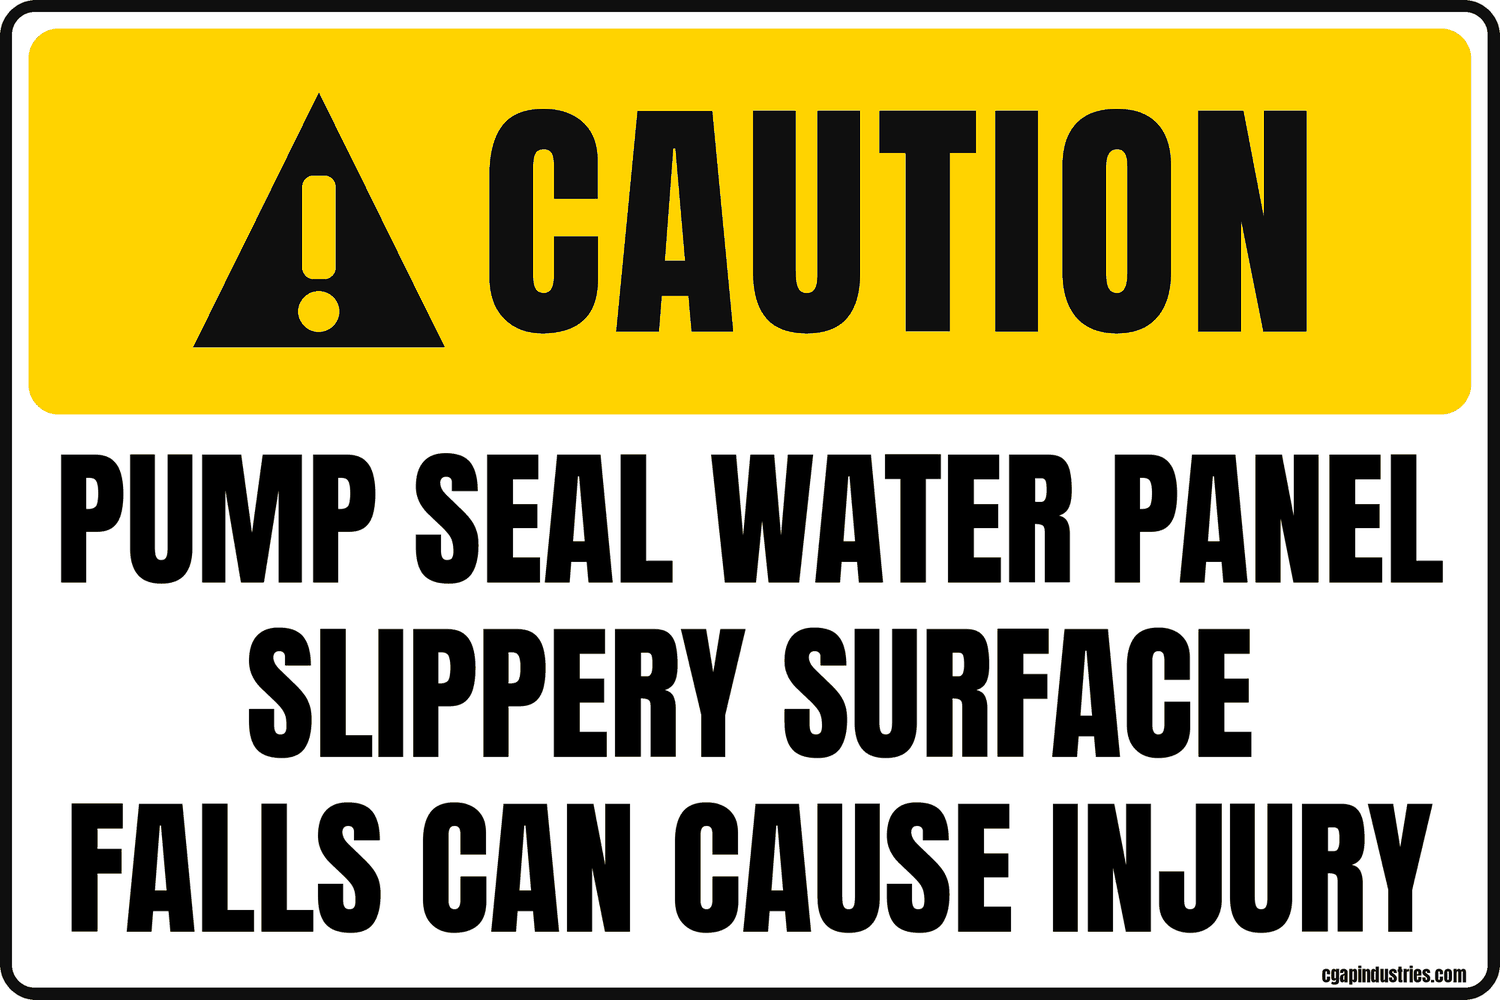 CAUTION
PUMP SEAL WATER PANEL
SLIPPERY SURFACE
FALLS CAN CAUSE INJURY
cgapindustries.com